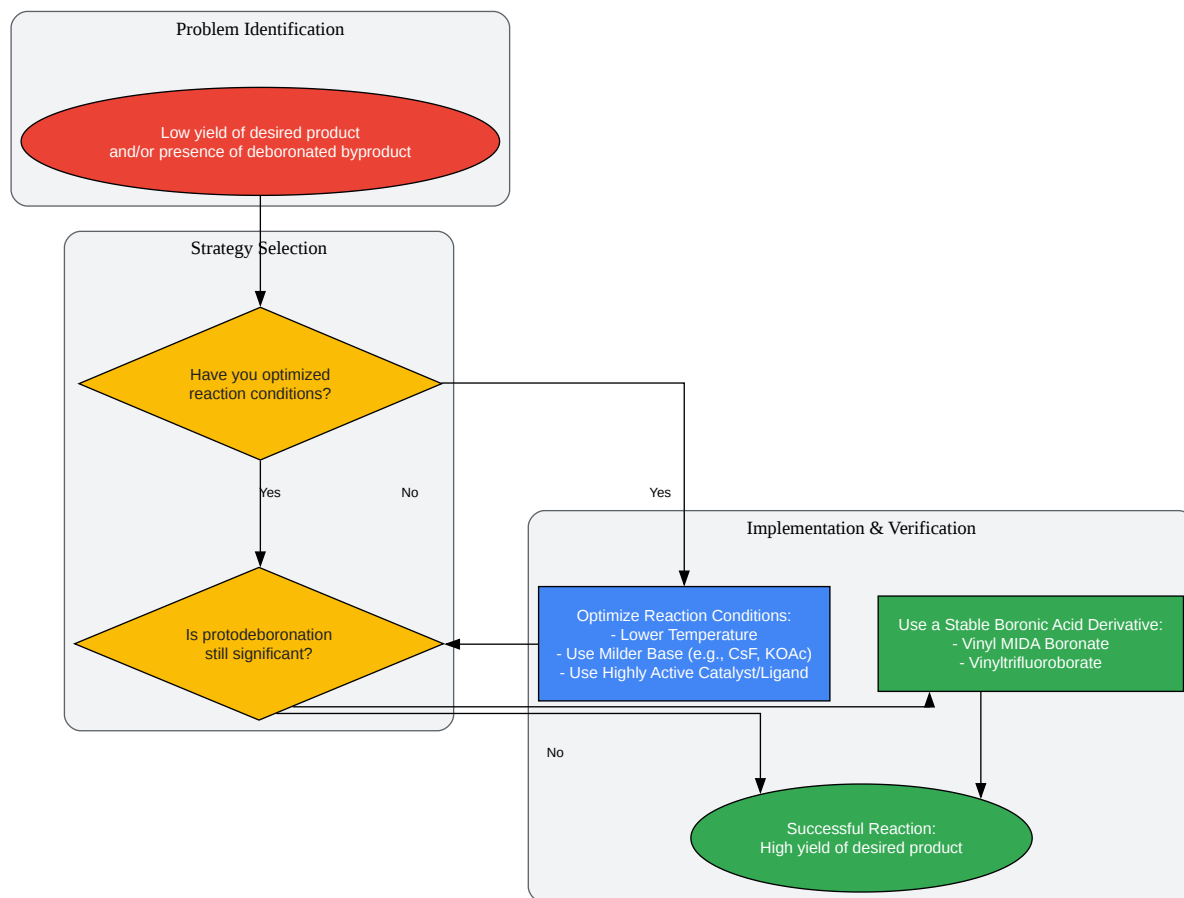 Problem Identification
Low yield of desired product
and/or presence of deboronated byproduct
Strategy Selection
Have you optimized
reaction conditions?
Yes
No
Yes
Implementation & Verification
Is protodeboronation
still significant?
Optimize Reaction Conditions:
- Lower Temperature
- Use Milder Base (e.g., CsF, KOAc)
- Use Highly Active Catalyst/Ligand
Use a Stable Boronic Acid Derivative:
- Vinyl MIDA Boronate
- Vinyltrifluoroborate
No
Successful Reaction:
High yield of desired product